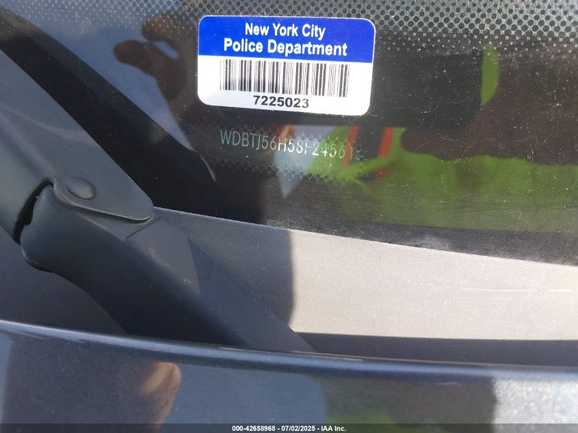 New York City
Police Department
7225023
000-42658968 - 07/02/2025 - IAA Inc.